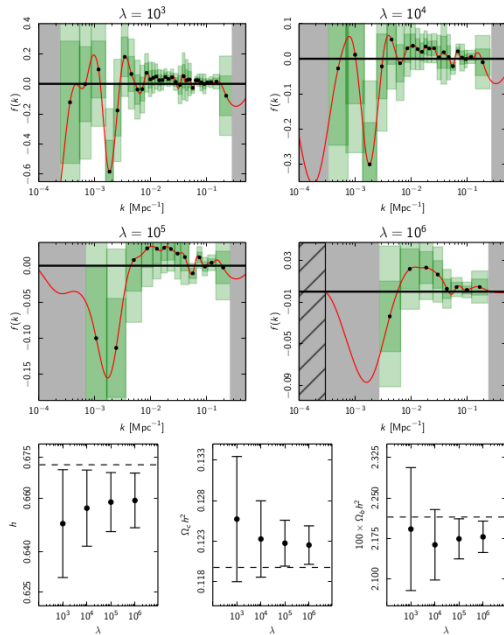 λ = 10³ λ = 10⁴
0.4 0.2 0.0 −0.2 −0.4 −0.6 f(k)
10⁻⁴ 10⁻³ 10⁻² 10⁻¹
k [Mpc⁻¹]
0.1 0.0 −0.1 −0.2 −0.3 f(k)
10⁻⁴ 10⁻³ 10⁻² 10⁻¹
k [Mpc⁻¹]
λ = 10⁵ λ = 10⁶
0.00 −0.05 −0.10 −0.15 f(k)
10⁻⁴ 10⁻³ 10⁻² 10⁻¹
k [Mpc⁻¹]
0.03 −0.01 −0.05 −0.09 f(k)
10⁻⁴ 10⁻³ 10⁻² 10⁻¹
k [Mpc⁻¹]
0.675 0.660 0.640 0.625 h
10³ 10⁴ 10⁵ 10⁶
λ
0.133 0.128 0.123 0.118 Ω_c h²
10³ 10⁴ 10⁵ 10⁶
λ
2.325 2.250 2.175 2.100 100 × Ω_b h²
10³ 10⁴ 10⁵ 10⁶
λ